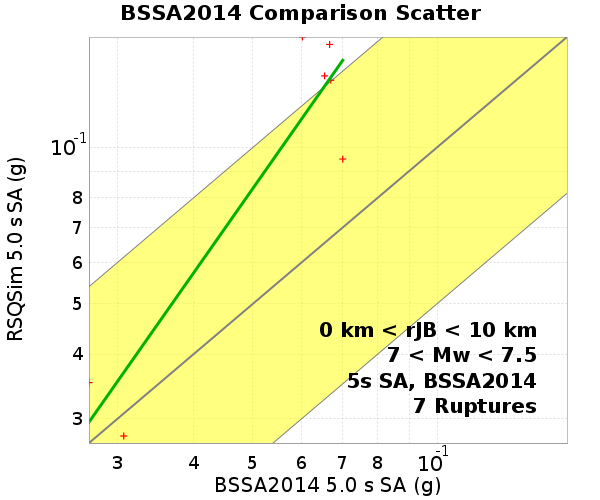 BSSA2014 Comparison Scatter
RSQSim 5.0 s SA (g)
10-1
8
7
6
5
4
3
0 km < rJB < 10 km
7 < Mw < 7.5
5s SA, BSSA2014
7 Ruptures
3 4 5 6 7 8 10-1
BSSA2014 5.0 s SA (g)